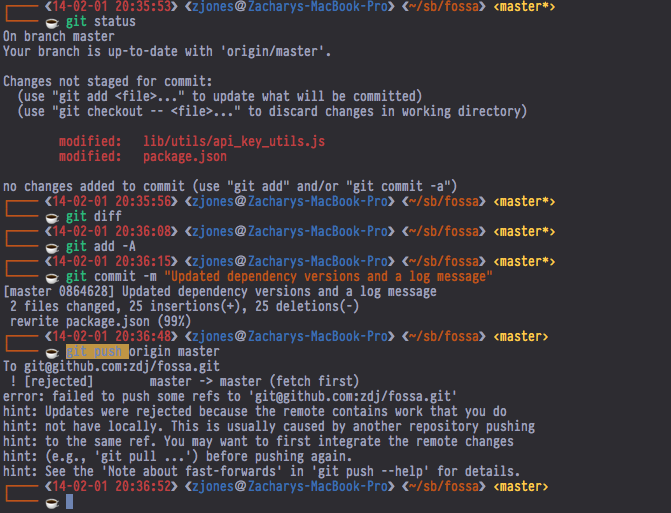 ❮14-02-01 20:35:53❯ ❮zjones@Zacharys-MacBook-Pro❯ ❮~/sb/fossa❯ <master*>
git status
On branch master
Your branch is up-to-date with 'origin/master'.
Changes not staged for commit:
(use "git add <file>..." to update what will be committed)
(use "git checkout -- <file>..." to discard changes in working directory)
modified:   lib/utils/api_key_utils.js
modified:   package.json
no changes added to commit (use "git add" and/or "git commit -a")
❮14-02-01 20:35:56❯ ❮zjones@Zacharys-MacBook-Pro❯ ❮~/sb/fossa❯ <master*>
git diff
❮14-02-01 20:36:08❯ ❮zjones@Zacharys-MacBook-Pro❯ ❮~/sb/fossa❯ <master*>
git add -A
❮14-02-01 20:36:15❯ ❮zjones@Zacharys-MacBook-Pro❯ ❮~/sb/fossa❯ <master*>
git commit -m "Updated dependency versions and a log message"
[master 0864628] Updated dependency versions and a log message
2 files changed, 25 insertions(+), 25 deletions(-)
rewrite package.json (99%)
❮14-02-01 20:36:48❯ ❮zjones@Zacharys-MacBook-Pro❯ ❮~/sb/fossa❯ <master>
git push origin master
To git@github.com:zdj/fossa.git
! [rejected]        master -> master (fetch first)
error: failed to push some refs to 'git@github.com:zdj/fossa.git'
hint: Updates were rejected because the remote contains work that you do
hint: not have locally. This is usually caused by another repository pushing
hint: to the same ref. You may want to first integrate the remote changes
hint: (e.g., 'git pull ...') before pushing again.
hint: See the 'Note about fast-forwards' in 'git push --help' for details.
❮14-02-01 20:36:52❯ ❮zjones@Zacharys-MacBook-Pro❯ ❮~/sb/fossa❯ <master>